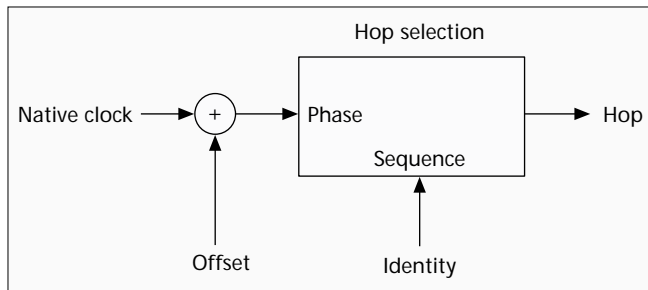 Hop selection
Native clock
+
Phase
Hop
Sequence
Offset
Identity